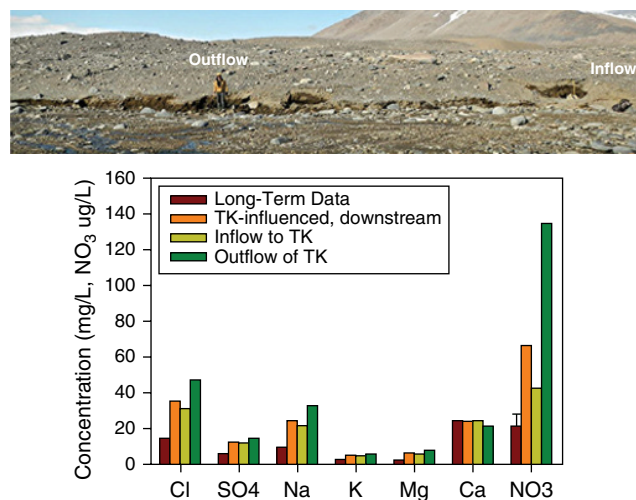 Outflow
Inflow
Concentration (mg/L, NO3 ug/L)
160
140
120
100
80
60
40
20
0
Long-Term Data
TK-influenced, downstream
Inflow to TK
Outflow of TK
Cl SO4 Na K Mg Ca NO3